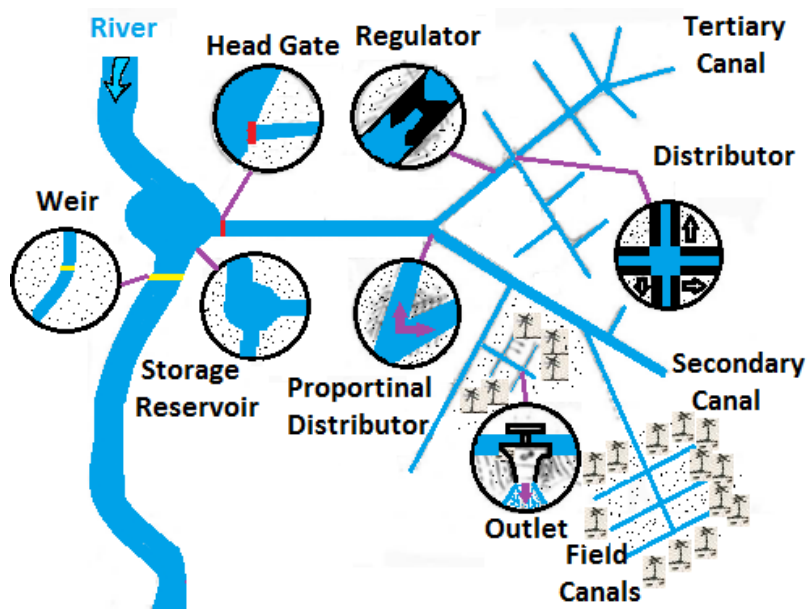 River
Head Gate
Regulator
Tertiary
Canal
Weir
Distributor
Storage
Reservoir
Proportinal
Distributor
Secondary
Canal
Outlet
Field
Canals